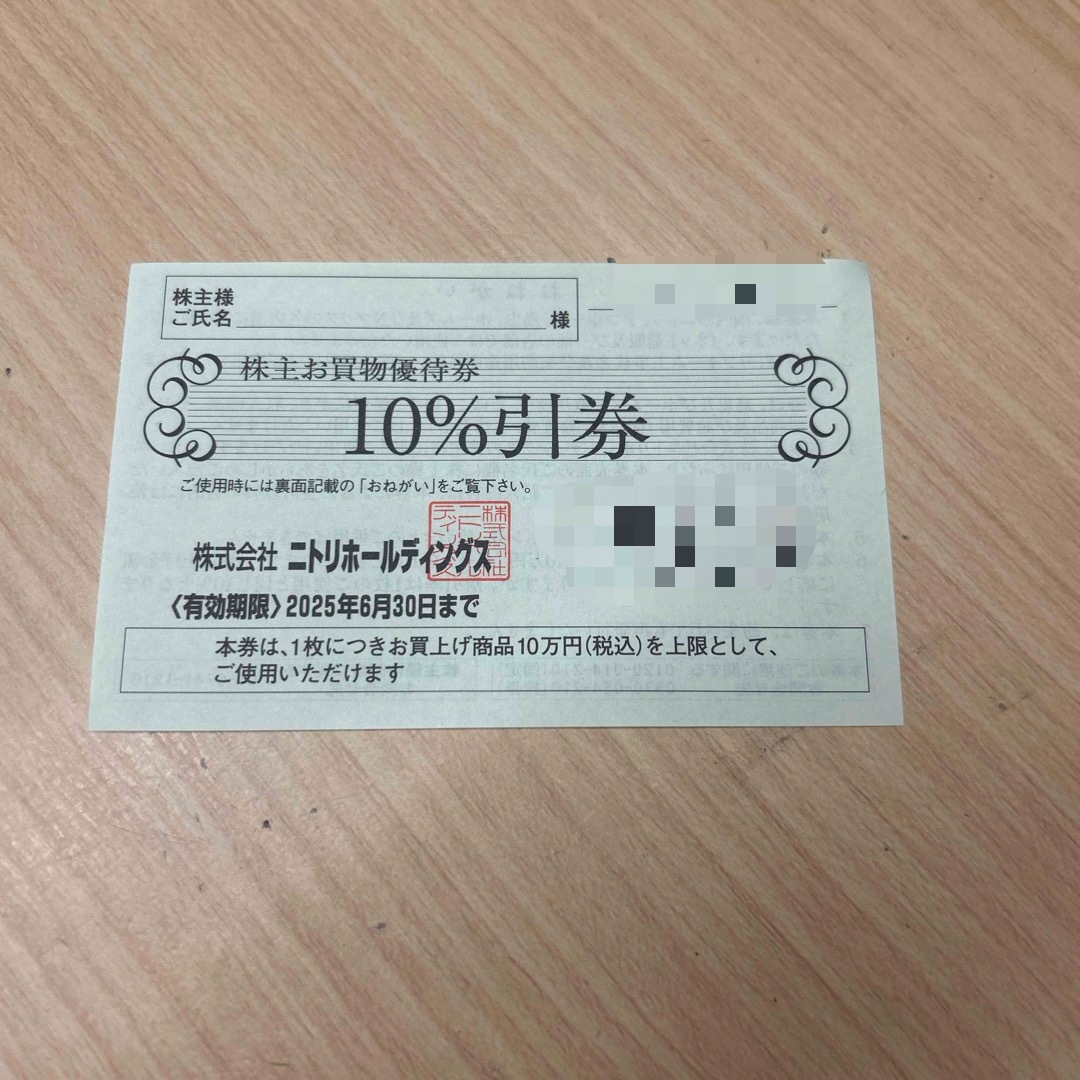 株主様
ご氏名 様
株主お買物優待券
10%引券
ご使用時には裏面記載の「おねがい」をご覧下さい。
株式会社 ニトリホールディングス
〈有効期限〉2025年6月30日まで
本券は、1枚につきお買上げ商品10万円(税込)を上限として、
ご使用いただけます